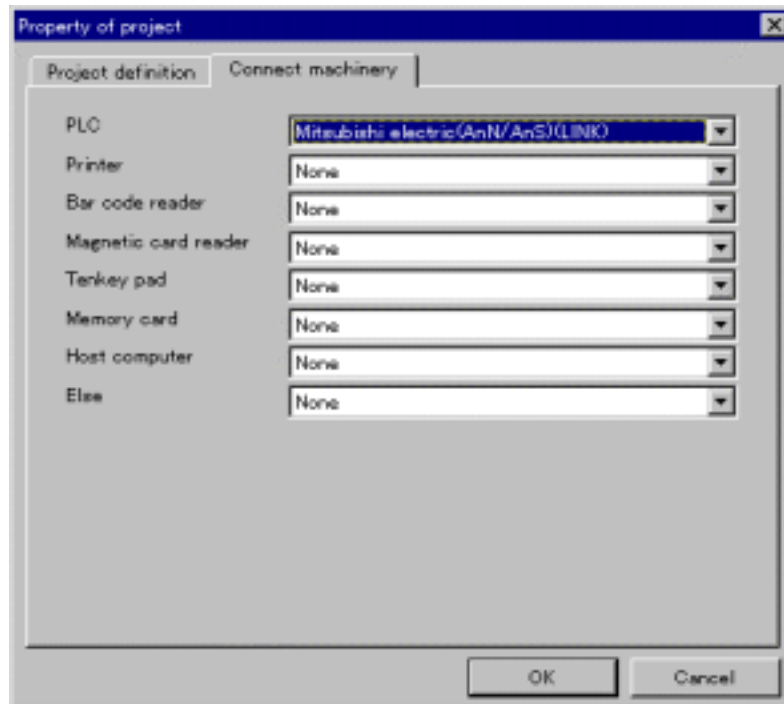 Property of project
Project definition Connect machinery
PLC Mitsubishi electric(AnN/AnS)(LINK)
Printer None
Bar code reader None
Magnetic card reader None
Tenkey pad None
Memory card None
Host computer None
Else None
OK Cancel